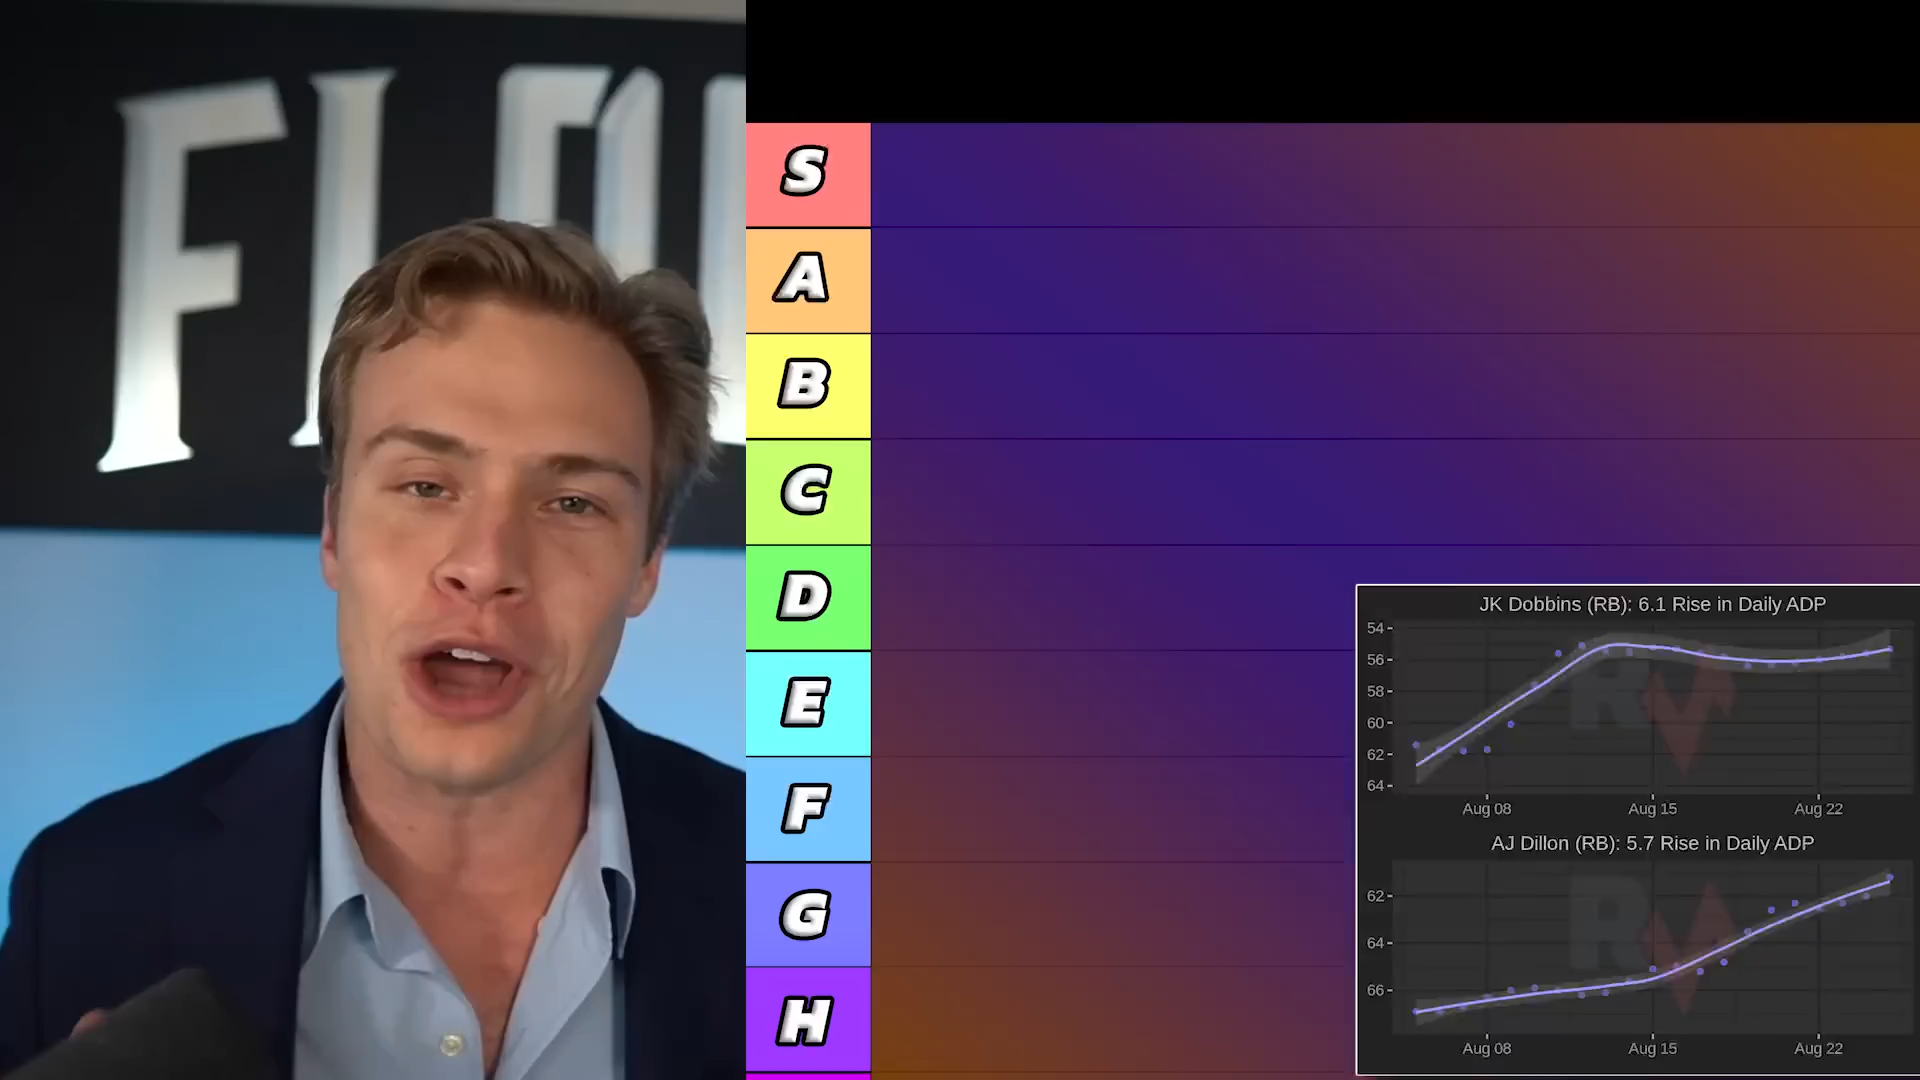 S
A
B
C
D
E
F
G
H
JK Dobbins (RB): 6.1 Rise in Daily ADP
54
56
58
60
62
64
Aug 08 Aug 15 Aug 22
AJ Dillon (RB): 5.7 Rise in Daily ADP
62
64
66
Aug 08 Aug 15 Aug 22